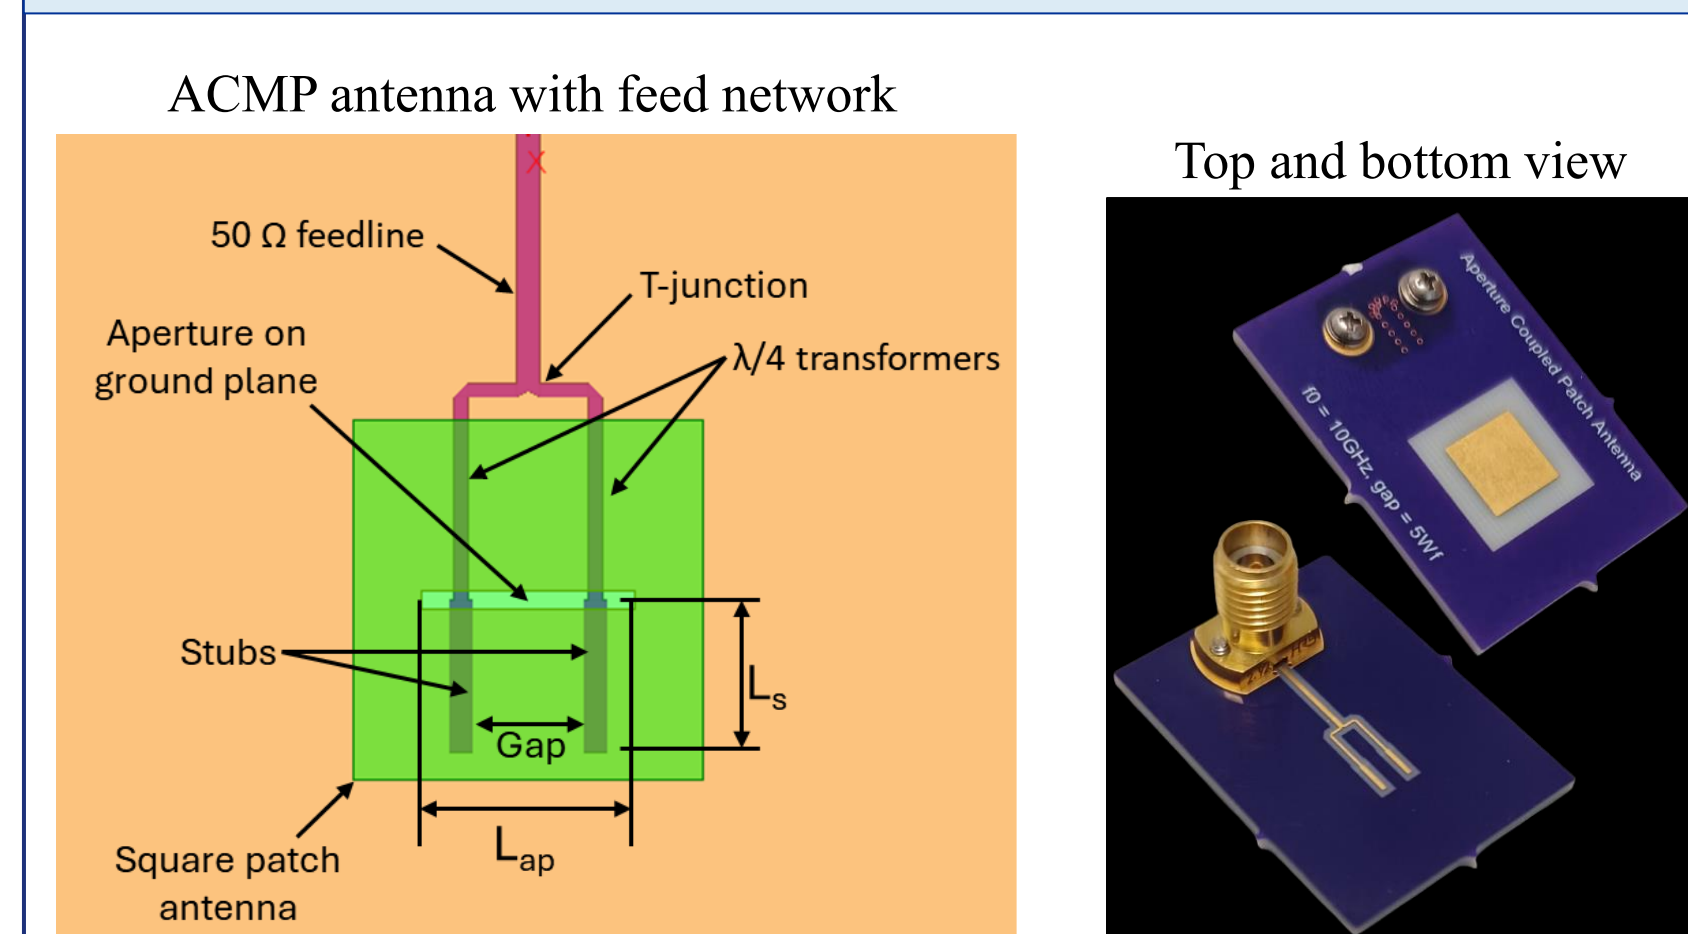 ACMP antenna with feed network
50 Ω feedline
T-junction
Aperture on
ground plane
λ/4 transformers
Stubs
Gap
Ls
Lap
Square patch
antenna
X
Top and bottom view
Aperture Coupled Patch Antenna
f0 = 10GHz, gap = 5Wf